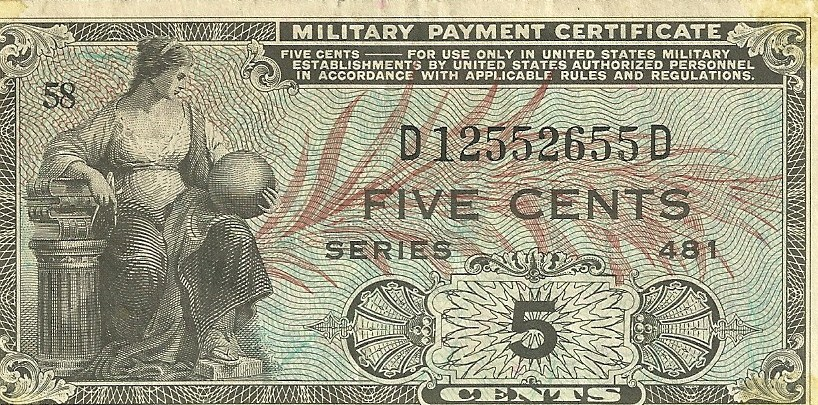 MILITARY PAYMENT CERTIFICATE
FIVE CENTS — FOR USE ONLY IN UNITED STATES MILITARY
ESTABLISHMENTS BY UNITED STATES AUTHORIZED PERSONNEL
IN ACCORDANCE WITH APPLICABLE RULES AND REGULATIONS.
58
D12552655D
FIVE CENTS
SERIES 481
5
CENTS